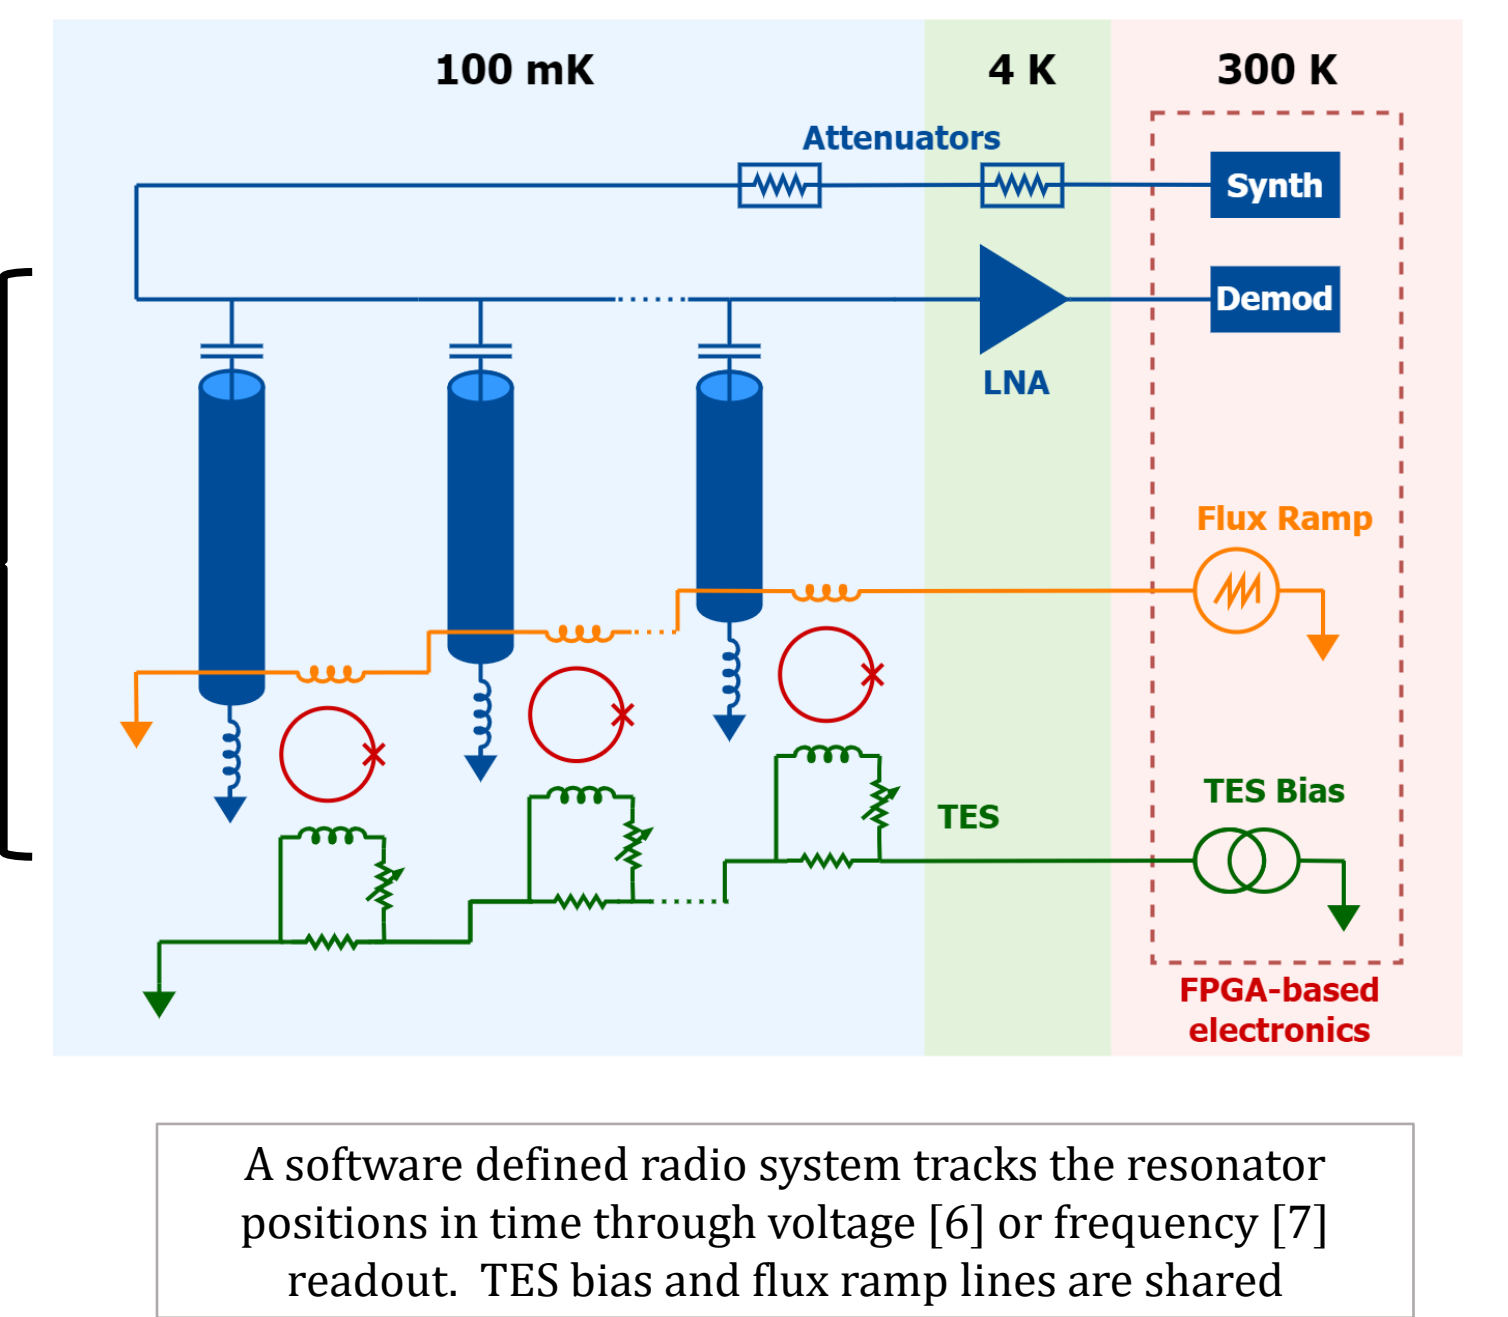 100 mK
4 K
300 K
Attenuators
Synth
Demod
LNA
Flux Ramp
TES Bias
TES
FPGA-based
electronics
A software defined radio system tracks the resonator
positions in time through voltage [6] or frequency [7]
readout.  TES bias and flux ramp lines are shared